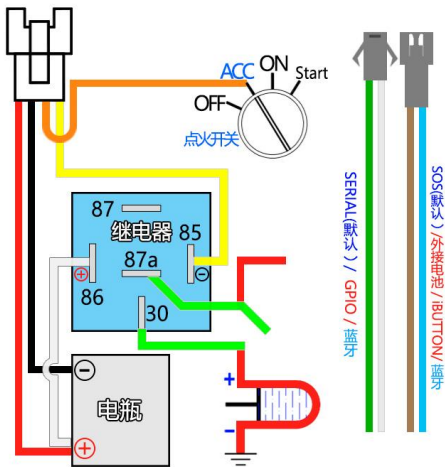 ACC
ON
Start
OFF
点火开关
87
继电器
85
87a
86
30
电瓶
SERIAL(默认) / GPIO / 蓝牙
SOS(默认)/外接电池/iBUTTON/蓝牙